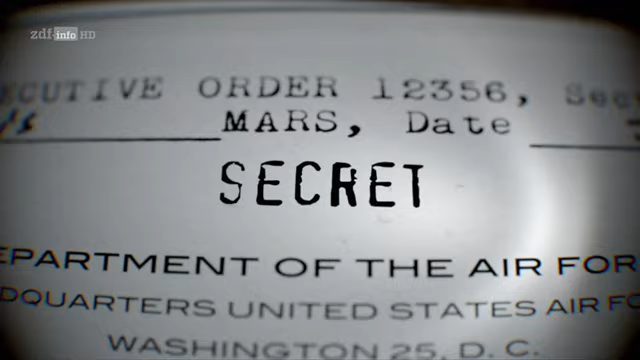 zdf info HD
ECUTIVE ORDER 12356, Sec
MARS, Date
SECRET
EPARTMENT OF THE AIR FOR
DQUARTERS UNITED STATES AIR FO
WASHINGTON 25, D. C.